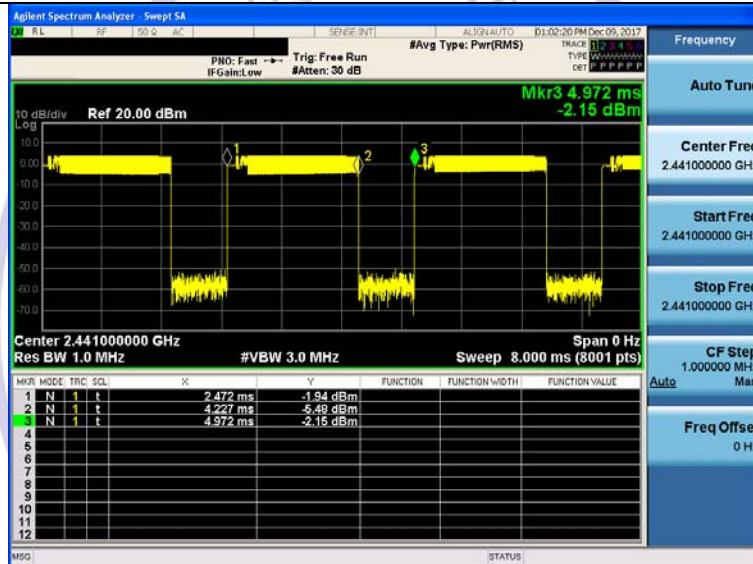 Agilent Spectrum Analyzer - Swept SA
RL RF 50 Ω AC SENSE:INT ALIGN AUTO 01:02:20 PM Dec 09, 2017
#Avg Type: Pwr(RMS) TRACE 1 2 3 4 5 6
PNO: Fast Trig: Free Run TYPE W
IFGain:Low #Atten: 30 dB DET P P P P P P
Mkr3 4.972 ms
-2.15 dBm
10 dB/div Ref 20.00 dBm
Log
10.0
0.00
-10.0
-20.0
-30.0
-40.0
-50.0
-60.0
-70.0
1
2
3
Center 2.441000000 GHz Span 0 Hz
Res BW 1.0 MHz #VBW 3.0 MHz Sweep 8.000 ms (8001 pts)
MKR MODE TRC SCL X Y FUNCTION FUNCTION WIDTH FUNCTION VALUE
1 N 1 t 2.472 ms -1.94 dBm
2 N 1 t 4.227 ms -5.48 dBm
3 N 1 t 4.972 ms -2.15 dBm
4
5
6
7
8
9
10
11
12
MSG STATUS
Frequency
Auto Tun
Center Fre
2.441000000 GH
Start Fre
2.441000000 GH
Stop Fre
2.441000000 GH
CF Step
1.000000 MH
Auto Ma
Freq Offse
0 H